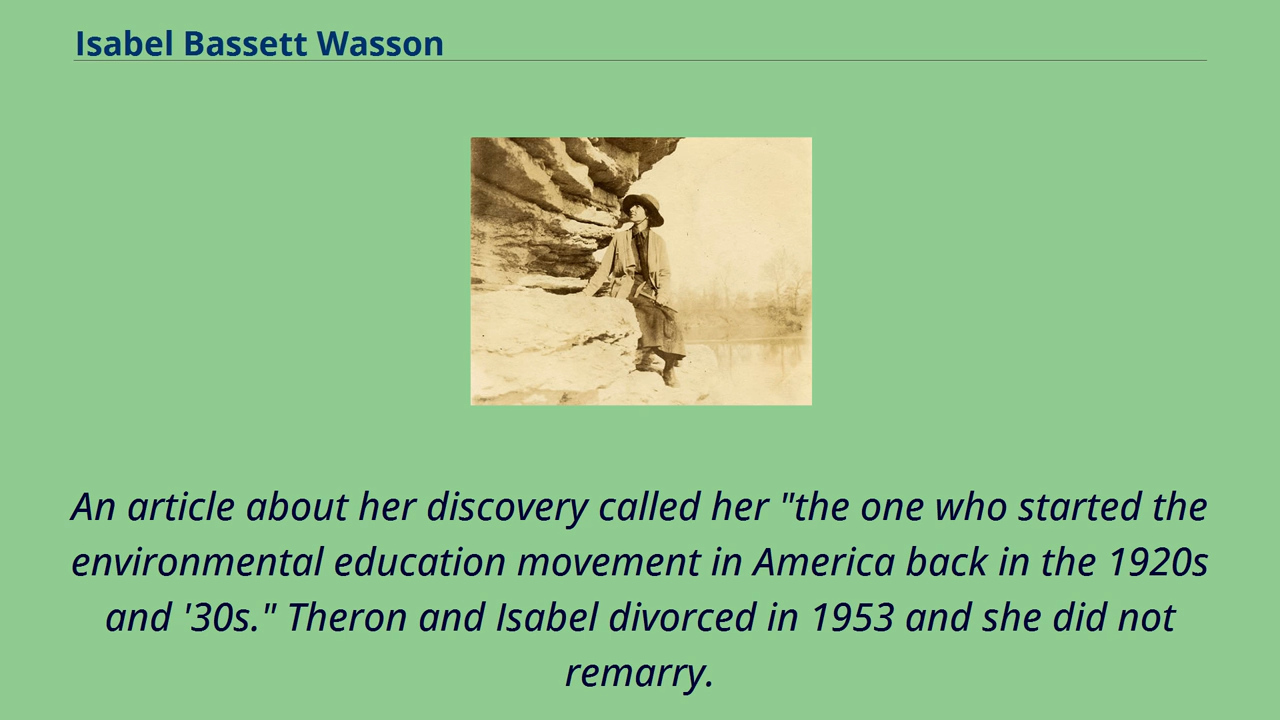 Isabel Bassett Wasson
An article about her discovery called her "the one who started the
environmental education movement in America back in the 1920s
and '30s." Theron and Isabel divorced in 1953 and she did not
remarry.